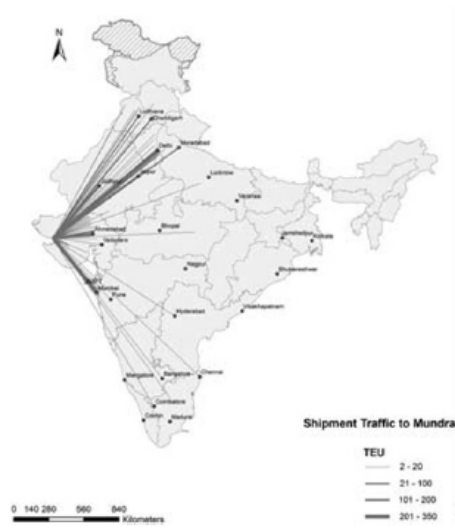 N
Ludhiana
Chandigarh
Delhi
Moradabad
Jaipur
Jodhpur
Lucknow
Varanasi
Ahmedabad
Bhopal
Vadodara
Jamshedpur
Kolkata
Nagpur
Bhubaneshwer
Mumbai
Pune
Hyderabad
Visakhapatnam
Mangalore
Bangalore
Chennai
Coimbatore
Cochin
Madurai
Shipment Traffic to Mundra
TEU
2 - 20
21 - 100
101 - 200
201 - 350
0 140 280 560 840
Kilometers